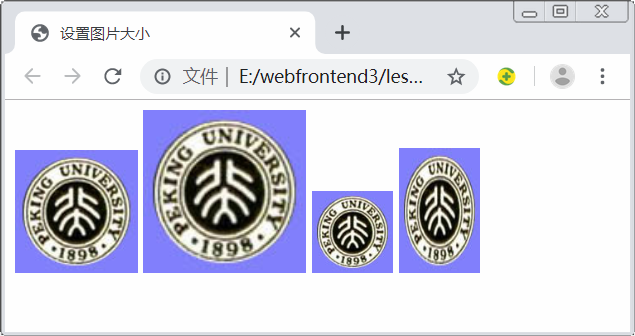 设置图片大小
文件 | E:/webfrontend3/les...
PEKING UNIVERSITY
·1898·
PEKING UNIVERSITY
·1898·
PEKING UNIVERSITY
·1898·
PEKING UNIVERSITY
·1898·